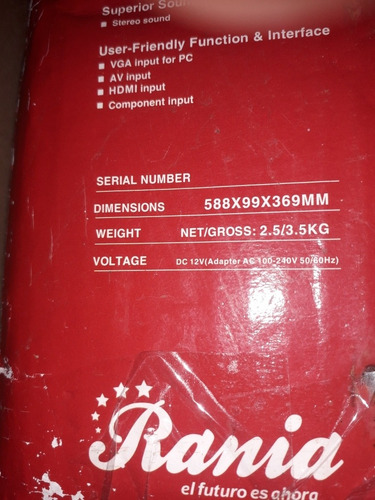 Superior Soun
■ Stereo sound
User-Friendly Function & Interface
■ VGA input for PC
■ AV input
■ HDMI input
■ Component input
SERIAL NUMBER
DIMENSIONS 588X99X369MM
WEIGHT NET/GROSS: 2.5/3.5KG
VOLTAGE DC 12V(Adapter AC 100-240V 50/60Hz)
Rania
el futuro es ahora